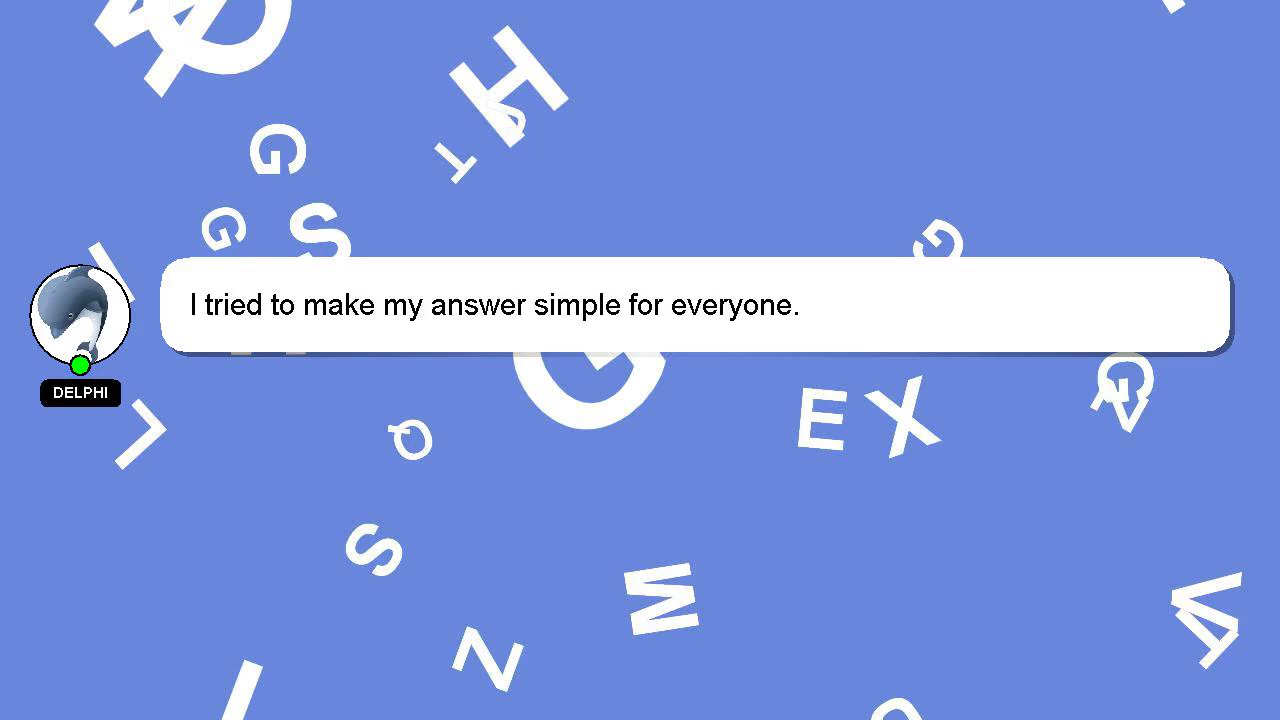 I tried to make my answer simple for everyone.
DELPHI
H
T
G
G
S
G
G
E X
L
Q
S
M
Z
V